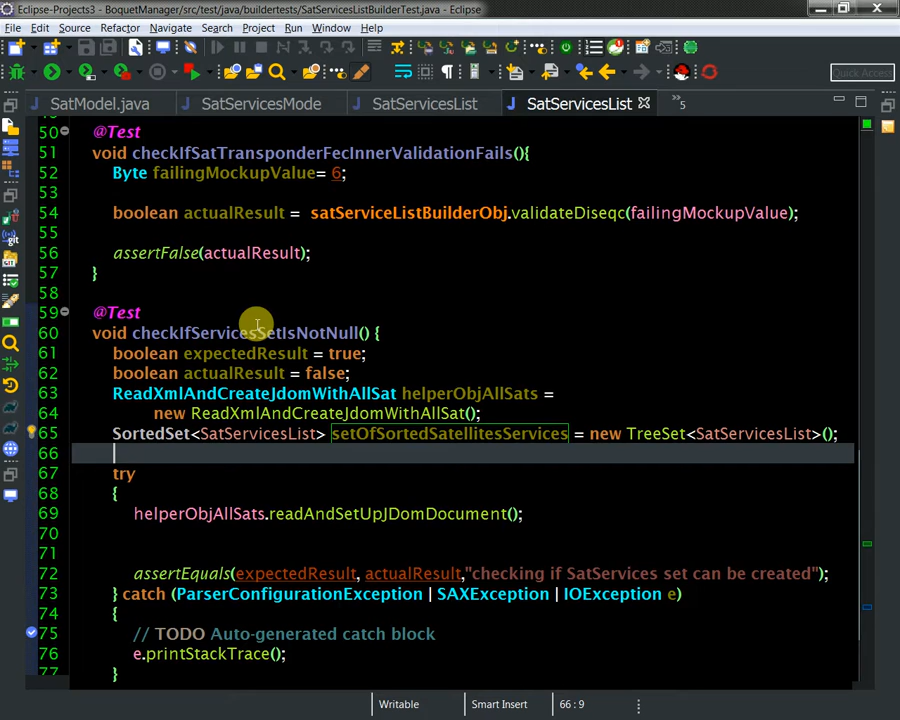 Eclipse-Projects3 - BoquetManager/src/test/java/buildertests/SatServicesListBuilderTest.java - Eclipse
File Edit Source Refactor Navigate Search Project Run Window Help
Quick Access
SatModel.java SatServicesMode SatServicesList SatServicesList »5
50 @Test
51 void checkIfSatTransponderFecInnerValidationFails(){
52 Byte failingMockupValue= 6;
53
54 boolean actualResult = satServiceListBuilderObj.validateDiseqc(failingMockupValue);
55
56 assertFalse(actualResult);
57 }
58
59 @Test
60 void checkIfServicesSetIsNotNull() {
61 boolean expectedResult = true;
62 boolean actualResult = false;
63 ReadXmlAndCreateJdomWithAllSat helperObjAllSats =
64 new ReadXmlAndCreateJdomWithAllSat();
65 SortedSet<SatServicesList> setOfSortedSatellitesServices = new TreeSet<SatServicesList>();
66
67 try
68 {
69 helperObjAllSats.readAndSetUpJDomDocument();
70
71
72 assertEquals(expectedResult, actualResult,"checking if SatServices set can be created");
73 } catch (ParserConfigurationException | SAXException | IOException e)
74 {
75 // TODO Auto-generated catch block
76 e.printStackTrace();
77 }
Writable Smart Insert 66 : 9